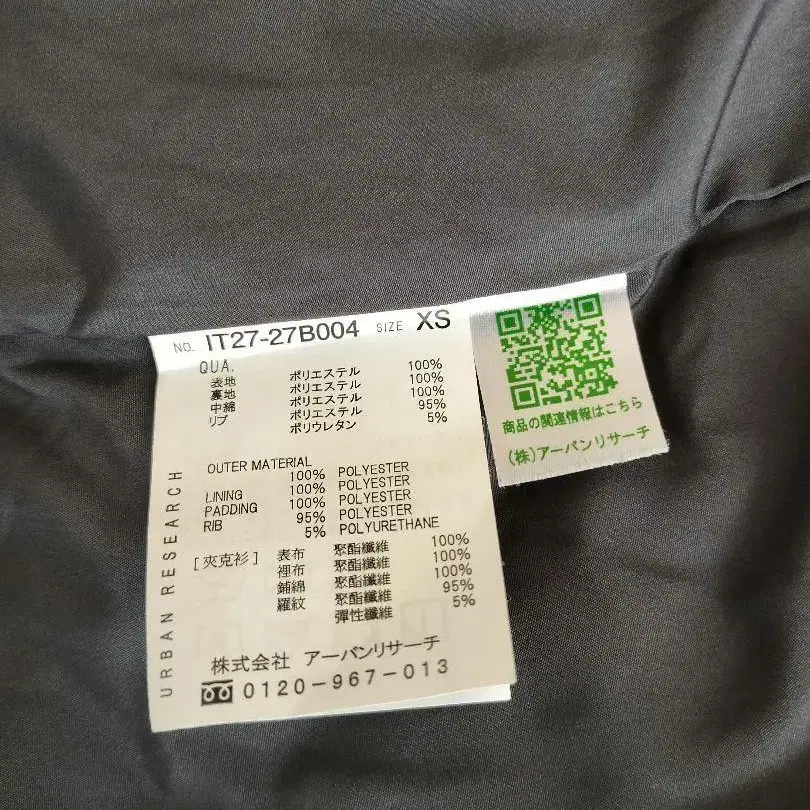 NO. IT27-27B004 SIZE XS
QUA.
表地 ポリエステル 100%
裏地 ポリエステル 100%
中綿 ポリエステル 100%
リブ ポリエステル 95%
ポリウレタン 5%
OUTER MATERIAL
100% POLYESTER
LINING 100% POLYESTER
PADDING 100% POLYESTER
RIB 95% POLYESTER
5% POLYURETHANE
[夾克衫] 表布 聚酯纖維 100%
裡布 聚酯纖維 100%
鋪綿 聚酯纖維 100%
羅紋 聚酯纖維 95%
彈性纖維 5%
株式会社 アーバンリサーチ
0120-967-013
URBAN RESEARCH
商品の関連情報はこちら
(株)アーバンリサーチ